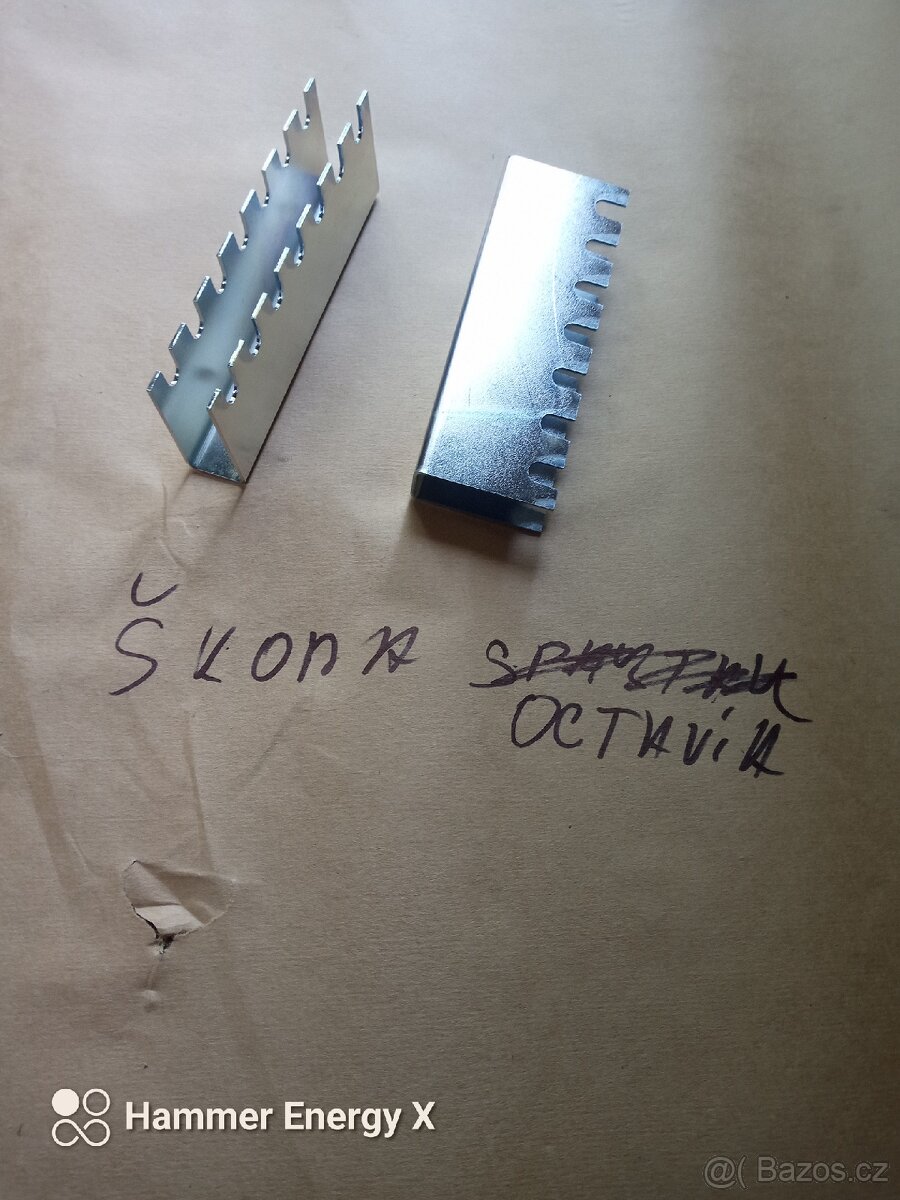 ŠKODA
OCTAVIA
Hammer Energy X
@( Bazos.cz